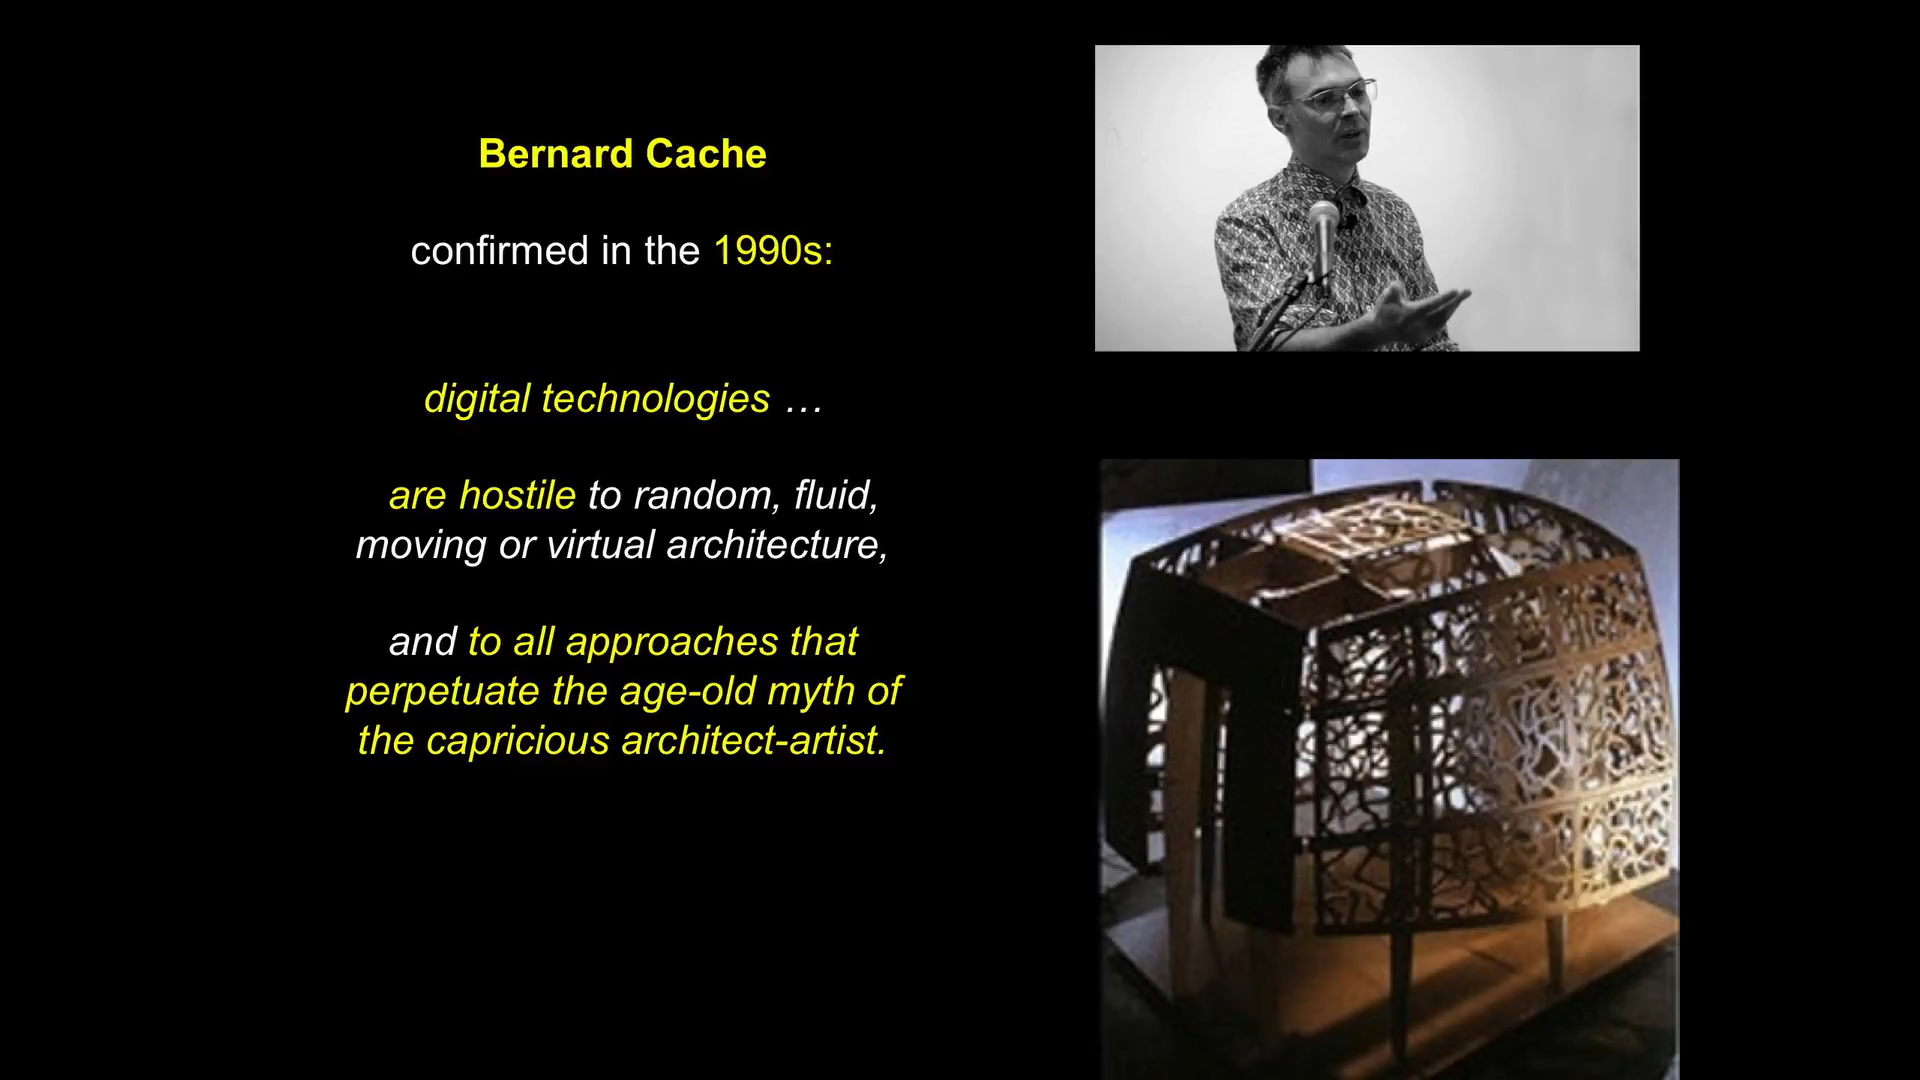 Bernard Cache
confirmed in the 1990s:
digital technologies …
are hostile to random, fluid,
moving or virtual architecture,
and to all approaches that
perpetuate the age-old myth of
the capricious architect-artist.